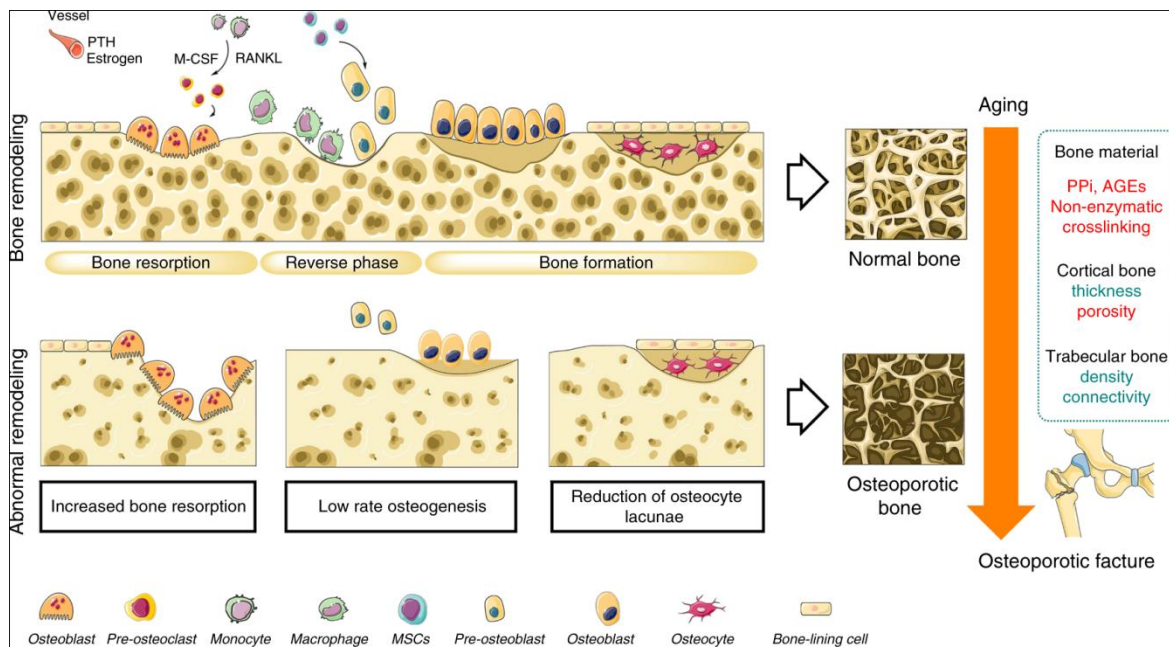 Vessel
PTH
Estrogen
M-CSF
RANKL
Bone remodeling
Bone resorption
Reverse phase
Bone formation
Normal bone
Abnormal remodeling
Increased bone resorption
Low rate osteogenesis
Reduction of osteocyte
lacunae
Osteoporotic
bone
Aging
Bone material
PPi, AGEs
Non-enzymatic
crosslinking
Cortical bone
thickness
porosity
Trabecular bone
density
connectivity
Osteoporotic facture
Osteoblast
Pre-osteoclast
Monocyte
Macrophage
MSCs
Pre-osteoblast
Osteoblast
Osteocyte
Bone-lining cell